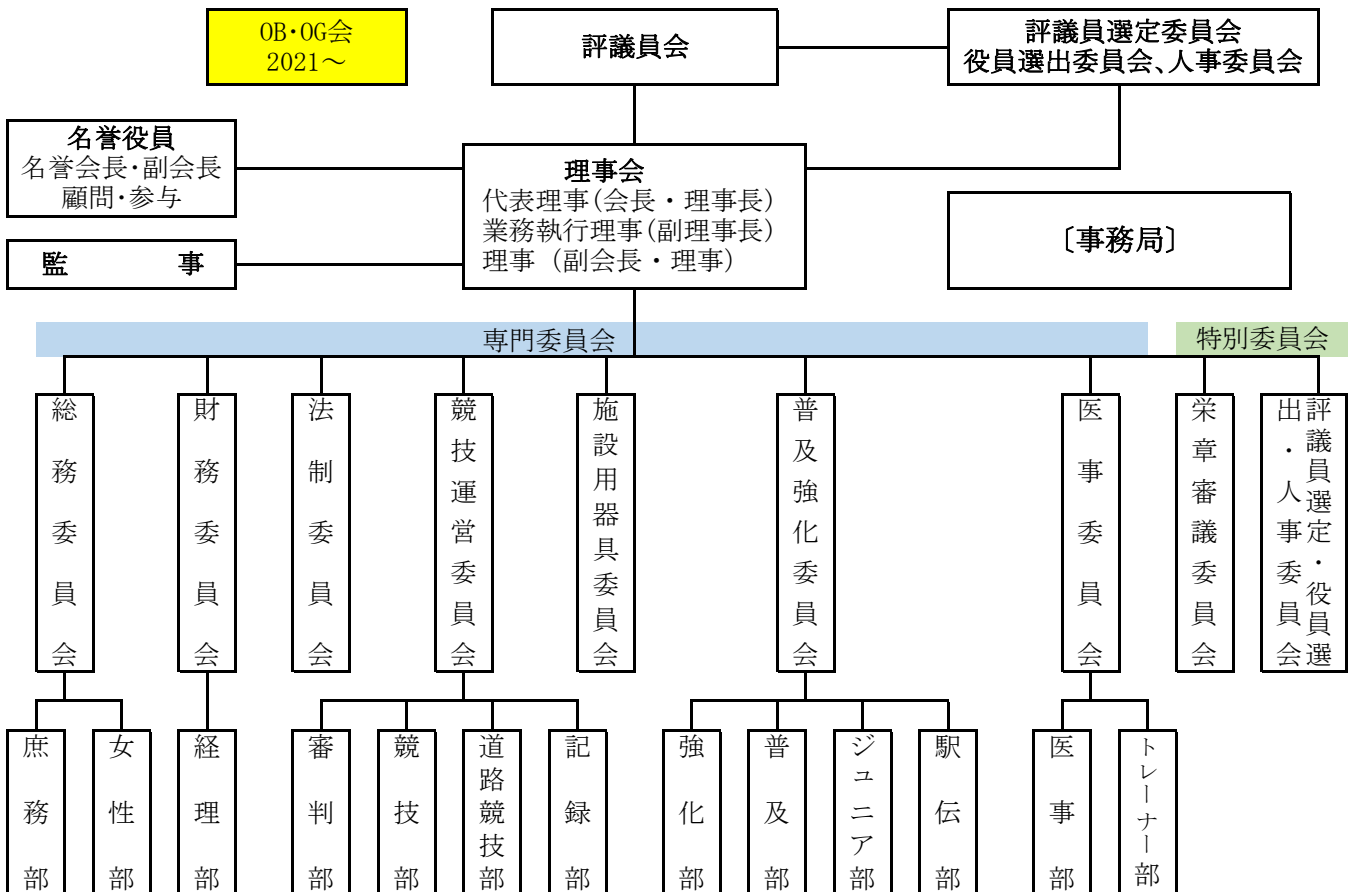 OB・OG会
2021～
評議員会
評議員選定委員会
役員選出委員会、人事委員会
名誉役員
名誉会長・副会長
顧問・参与
理事会
代表理事(会長・理事長)
業務執行理事(副理事長)
理事（副会長・理事）
〔事務局〕
監　　　事
専門委員会
特別委員会
総務委員会
財務委員会
法制委員会
競技運営委員会
施設用器具委員会
普及強化委員会
医事委員会
栄章審議委員会
評議員選定・役員選
出・人事委員会
庶務部
女性部
経理部
審判部
競技部
道路競技部
記録部
強化部
普及部
ジュニア部
駅伝部
医事部
トレーナー部